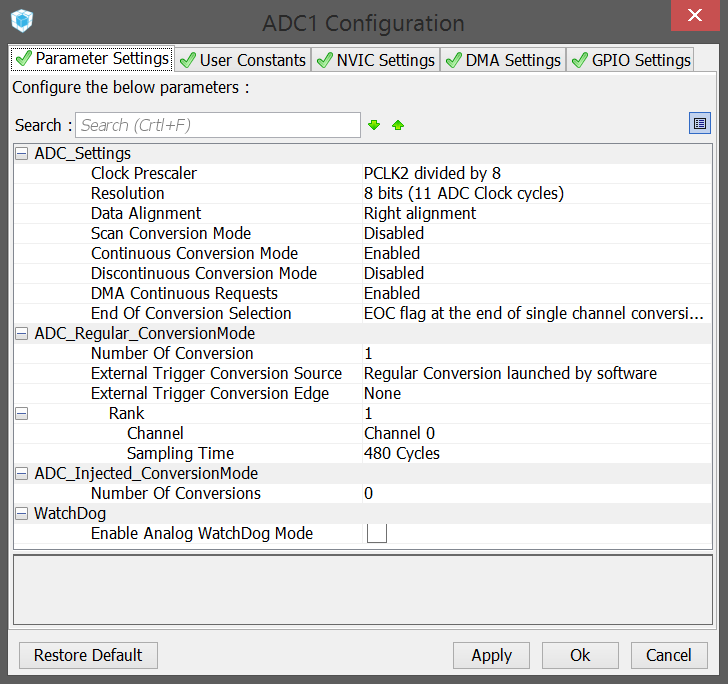 ADC1 Configuration
Parameter Settings User Constants NVIC Settings DMA Settings GPIO Settings
Configure the below parameters :
Search : Search (Crtl+F)
ADC_Settings
Clock Prescaler PCLK2 divided by 8
Resolution 8 bits (11 ADC Clock cycles)
Data Alignment Right alignment
Scan Conversion Mode Disabled
Continuous Conversion Mode Enabled
Discontinuous Conversion Mode Disabled
DMA Continuous Requests Enabled
End Of Conversion Selection EOC flag at the end of single channel conversi...
ADC_Regular_ConversionMode
Number Of Conversion 1
External Trigger Conversion Source Regular Conversion launched by software
External Trigger Conversion Edge None
Rank 1
Channel Channel 0
Sampling Time 480 Cycles
ADC_Injected_ConversionMode
Number Of Conversions 0
WatchDog
Enable Analog WatchDog Mode
Restore Default Apply Ok Cancel